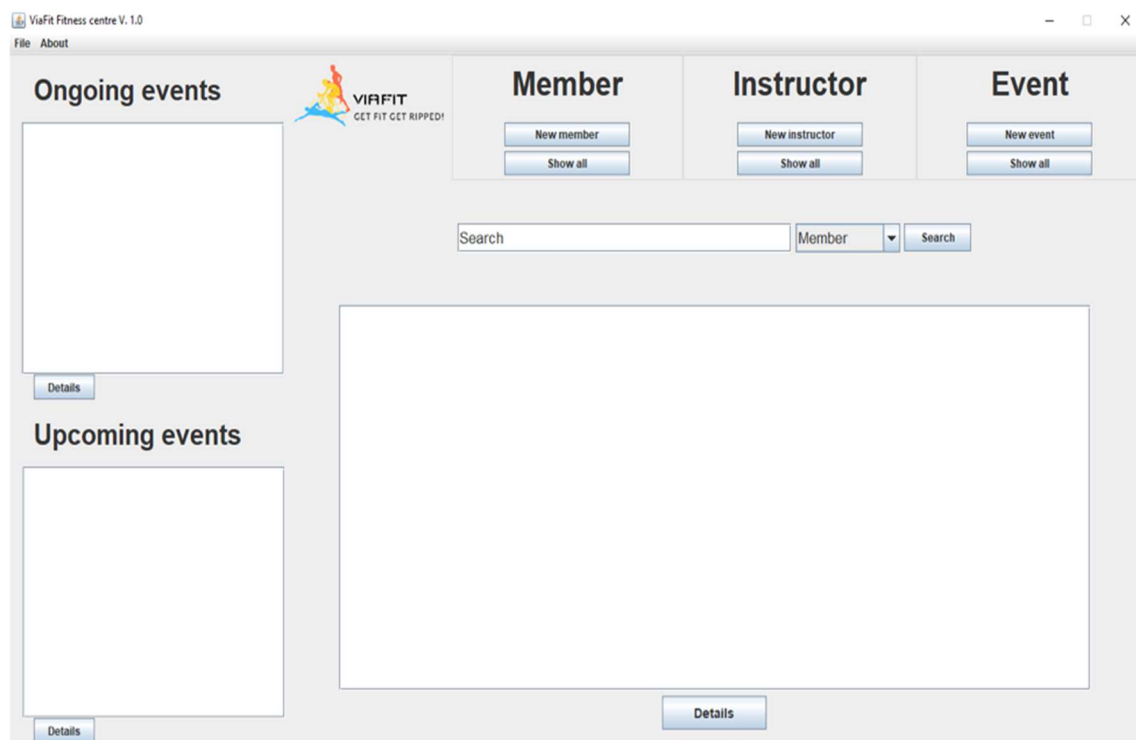 ViaFit Fitness centre V. 1.0
File About
Ongoing events
Details
Upcoming events
Details
VIAFIT
GET FIT GET RIPPED!
Member
New member
Show all
Instructor
New instructor
Show all
Event
New event
Show all
Search Member Search
Details